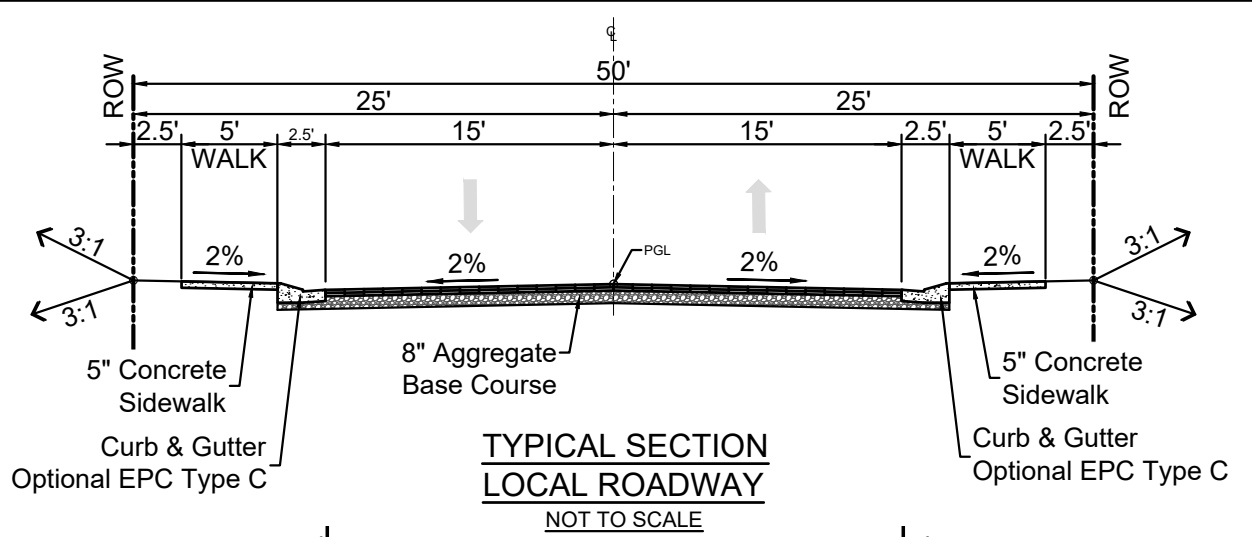 ℄
ROW
50'
ROW
25' 25'
2.5' 5' 2.5' 15' 15' 2.5' 5' 2.5'
WALK WALK
3:1 2% 2% PGL 2% 2% 3:1
3:1 3:1
5" Concrete
Sidewalk
8" Aggregate
Base Course
5" Concrete
Sidewalk
Curb & Gutter
Optional EPC Type C
Curb & Gutter
Optional EPC Type C
TYPICAL SECTION
LOCAL ROADWAY
NOT TO SCALE